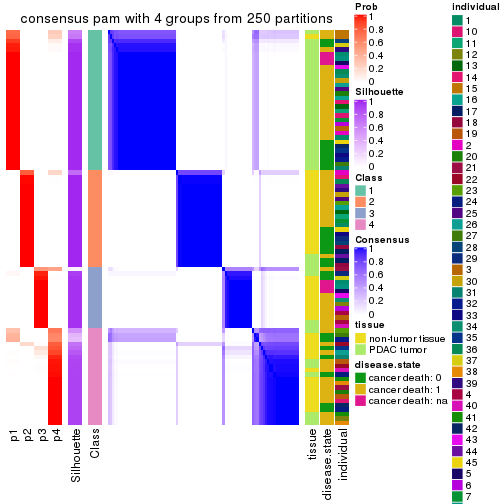 consensus pam with 4 groups from 250 partitions
p1
p2
p3
p4
Silhouette
Class
tissue
disease.state
individual
Prob
1
0.8
0.6
0.4
0.2
0
Silhouette
1
0.8
0.6
0.4
0.2
0
Class
1
2
3
4
Consensus
1
0.8
0.6
0.4
0.2
0
tissue
non-tumor tissue
PDAC tumor
disease.state
cancer death: 0
cancer death: 1
cancer death: na
individual
1
10
11
12
13
14
15
16
17
18
19
2
20
21
22
23
24
25
26
27
28
29
3
30
31
32
33
34
35
36
37
38
39
4
40
41
42
43
44
45
5
6
7